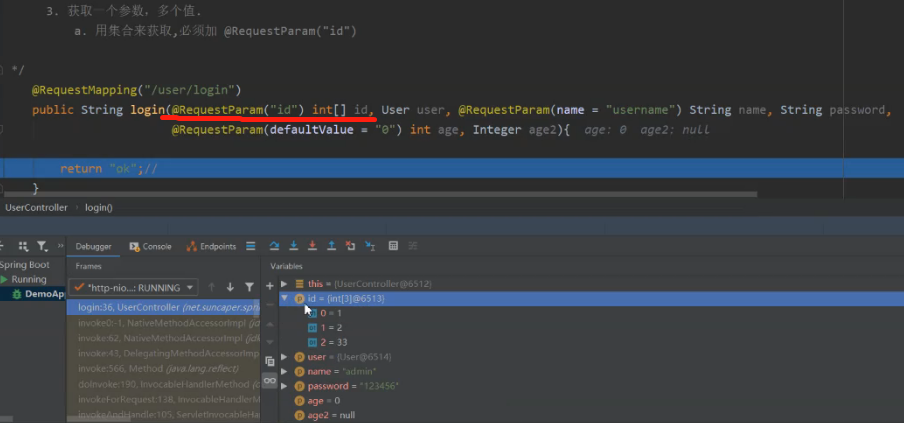 3. 获取一个参数，多个值.
a. 用集合来获取,必须加 @RequestParam("id")
*/
@RequestMapping("/user/login")
public String login(@RequestParam("id") int[] id, User user, @RequestParam(name = "username") String name, String password,
@RequestParam(defaultValue = "0") int age, Integer age2){ age: 0 age2: null
return "ok";//
}
UserController › login()
Debugger Console Endpoints
Spring Boot
Frames
Variables
Running
"http-nio...: RUNNING
DemoAp
this = {UserController@6512}
id = {int[3]@6513}
0 = 1
1 = 2
2 = 33
user = {User@6514}
name = "admin"
password = "123456"
age = 0
age2 = null
login:36, UserController (net.suncaper.spr
invoke0:-1, NativeMethodAccessorImpl (jd
invoke:62, NativeMethodAccessorImpl (jd
invoke:43, DelegatingMethodAccessorImp
invoke:566, Method (java.lang.reflect)
doInvoke:190, InvocableHandlerMethod (o
invokeForRequest:138, InvocableHandlerM
invokeAndHandle:105, ServletInvocableHa